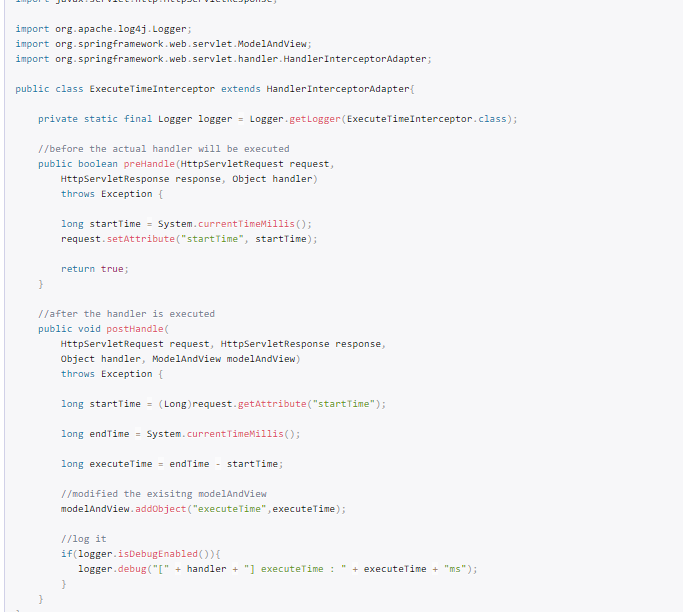 import javax.servlet.http.HttpServletResponse;
import org.apache.log4j.Logger;
import org.springframework.web.servlet.ModelAndView;
import org.springframework.web.servlet.handler.HandlerInterceptorAdapter;
public class ExecuteTimeInterceptor extends HandlerInterceptorAdapter{
private static final Logger logger = Logger.getLogger(ExecuteTimeInterceptor.class);
//before the actual handler will be executed
public boolean preHandle(HttpServletRequest request,
HttpServletResponse response, Object handler)
throws Exception {
long startTime = System.currentTimeMillis();
request.setAttribute("startTime", startTime);
return true;
}
//after the handler is executed
public void postHandle(
HttpServletRequest request, HttpServletResponse response,
Object handler, ModelAndView modelAndView)
throws Exception {
long startTime = (Long)request.getAttribute("startTime");
long endTime = System.currentTimeMillis();
long executeTime = endTime - startTime;
//modified the exisitng modelAndView
modelAndView.addObject("executeTime",executeTime);
//log it
if(logger.isDebugEnabled()){
logger.debug("[" + handler + "] executeTime : " + executeTime + "ms");
}
}